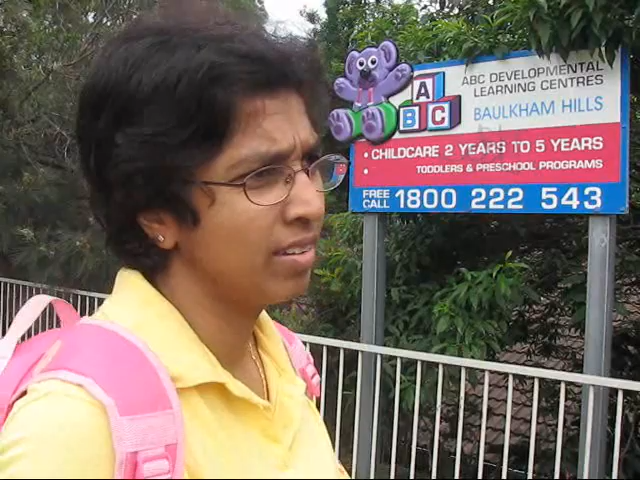 ABC DEVELOPMENTAL
LEARNING CENTRES
A
B C
BAULKHAM HILLS
• CHILDCARE 2 YEARS TO 5 YEARS
• TODDLERS & PRESCHOOL PROGRAMS
FREE
CALL 1800 222 543